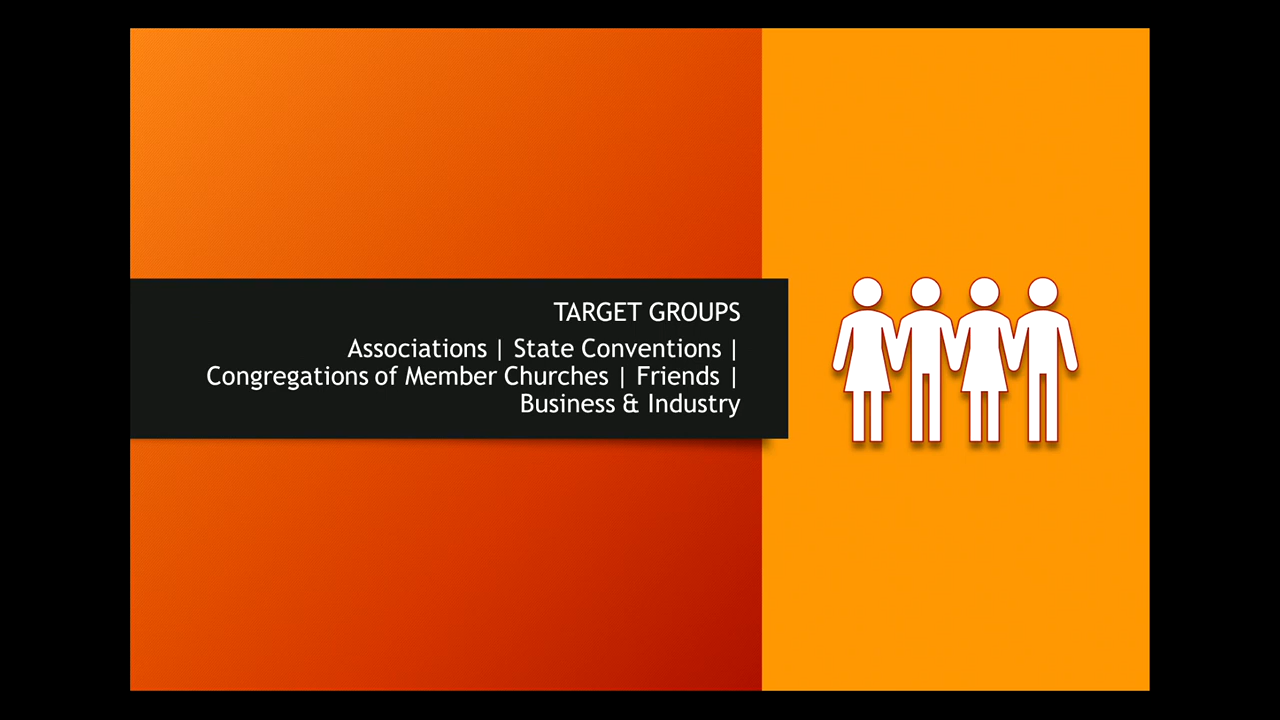 TARGET GROUPS
Associations | State Conventions |
Congregations of Member Churches | Friends |
Business & Industry